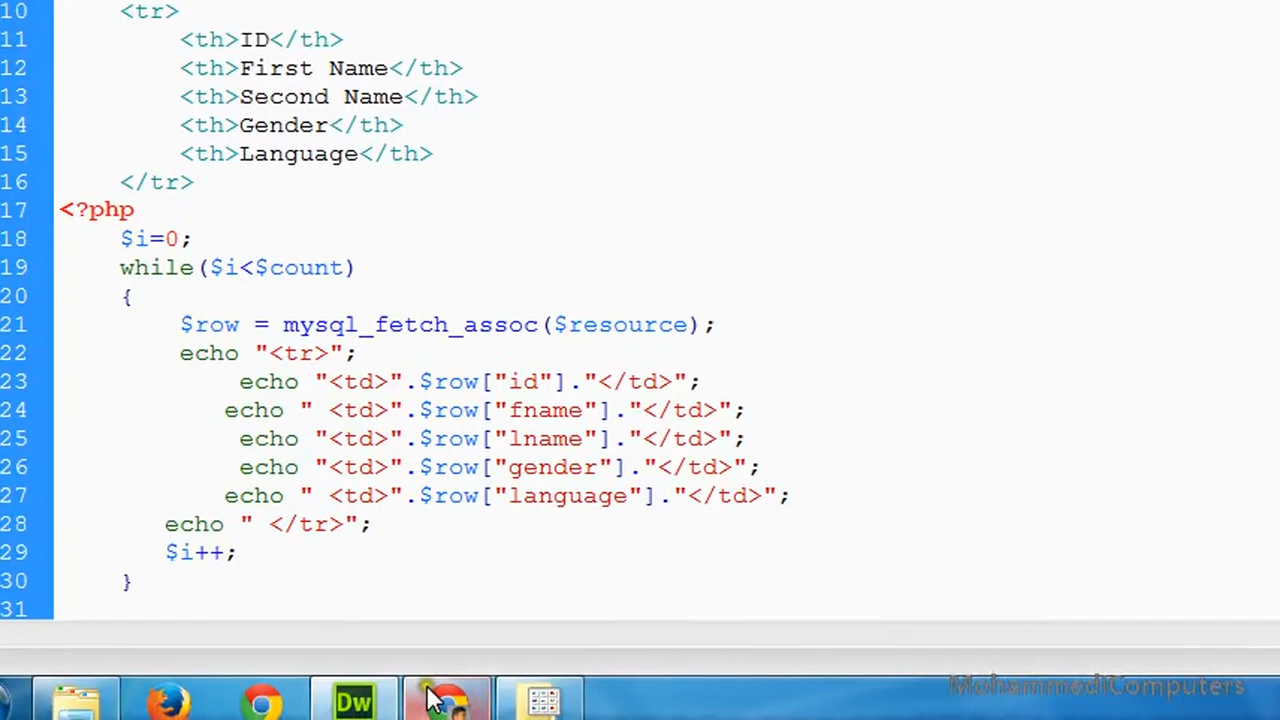 10 <tr>
11 <th>ID</th>
12 <th>First Name</th>
13 <th>Second Name</th>
14 <th>Gender</th>
15 <th>Language</th>
16 </tr>
17 <?php
18 $i=0;
19 while($i<$count)
20 {
21 $row = mysql_fetch_assoc($resource);
22 echo "<tr>";
23 echo "<td>".$row["id"]."</td>";
24 echo " <td>".$row["fname"]."</td>";
25 echo "<td>".$row["lname"]."</td>";
26 echo "<td>".$row["gender"]."</td>";
27 echo " <td>".$row["language"]."</td>";
28 echo " </tr>";
29 $i++;
30 }
31
Dw
MohammediComputers